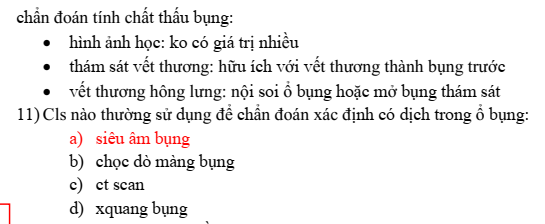 chẩn đoán tính chất thấu bụng:
• hình ảnh học: ko có giá trị nhiều
• thám sát vết thương: hữu ích với vết thương thành bụng trước
• vết thương hông lưng: nội soi ổ bụng hoặc mở bụng thám sát
11) Cls nào thường sử dụng để chẩn đoán xác định có dịch trong ổ bụng:
a) siêu âm bụng
b) chọc dò màng bụng
c) ct scan
d) xquang bụng